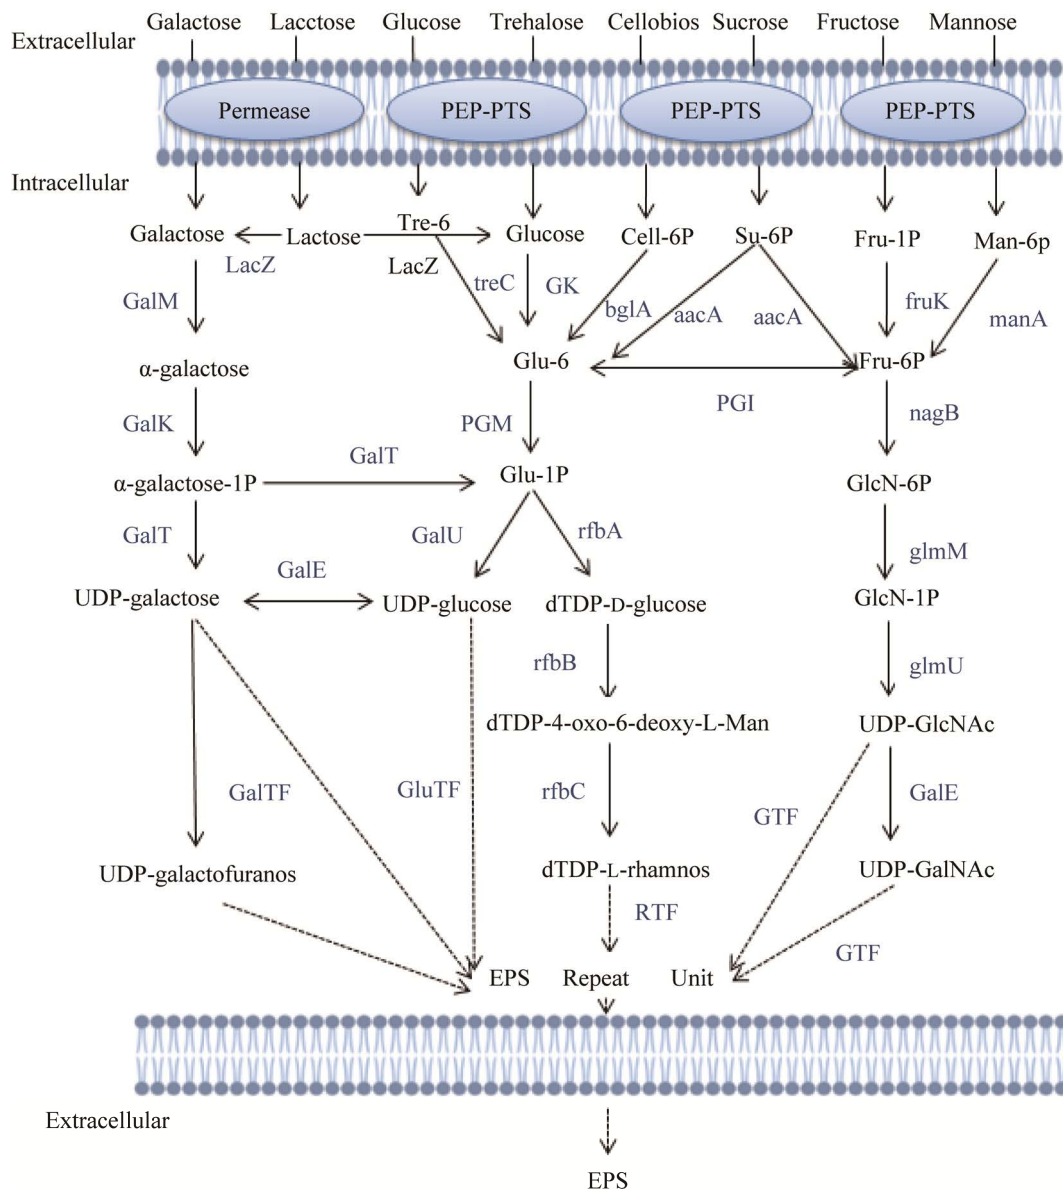 Galactose Lacctose Glucose Trehalose Cellobios Sucrose Fructose Mannose
Extracellular
Permease PEP-PTS PEP-PTS PEP-PTS
Intracellular
Galactose Lactose Tre-6 Glucose Cell-6P Su-6P Fru-1P Man-6p
LacZ LacZ treC GK bglA aacA aacA fruK manA
GalM
α-galactose Glu-6 Fru-6P
GalK PGM PGI nagB
GalT
α-galactose-1P Glu-1P GlcN-6P
GalT GalU rfbA glmM
GalE
UDP-galactose UDP-glucose dTDP-D-glucose GlcN-1P
rfbB glmU
dTDP-4-oxo-6-deoxy-L-Man UDP-GlcNAc
GalTF GluTF rfbC GTF GalE
UDP-galactofuranos dTDP-L-rhamnos UDP-GalNAc
RTF GTF
EPS Repeat Unit
Extracellular
EPS